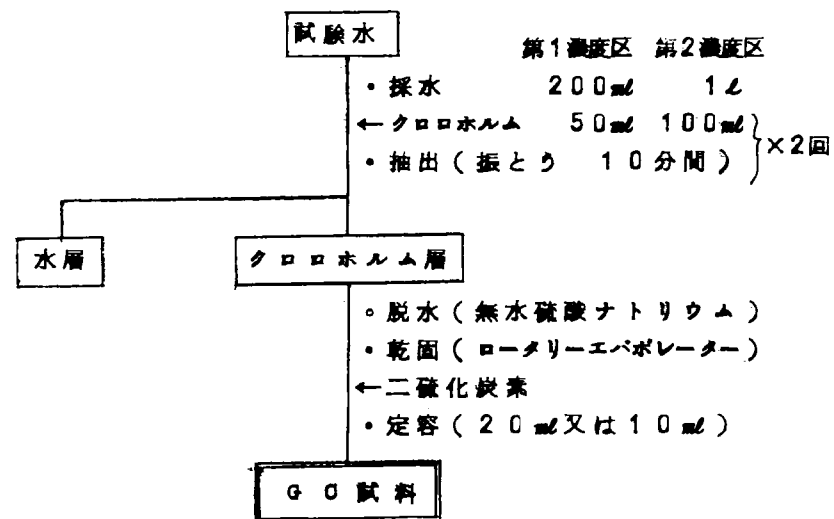 試験水
第1濃度区 第2濃度区
・採水 200ml 1ℓ
←クロロホルム 50ml 100ml
・抽出(振とう 10分間) ×2回
水層
クロロホルム層
・脱水(無水硫酸ナトリウム)
・乾固(ロータリーエバポレーター)
←二硫化炭素
・定容(20ml又は10ml)
GC試料